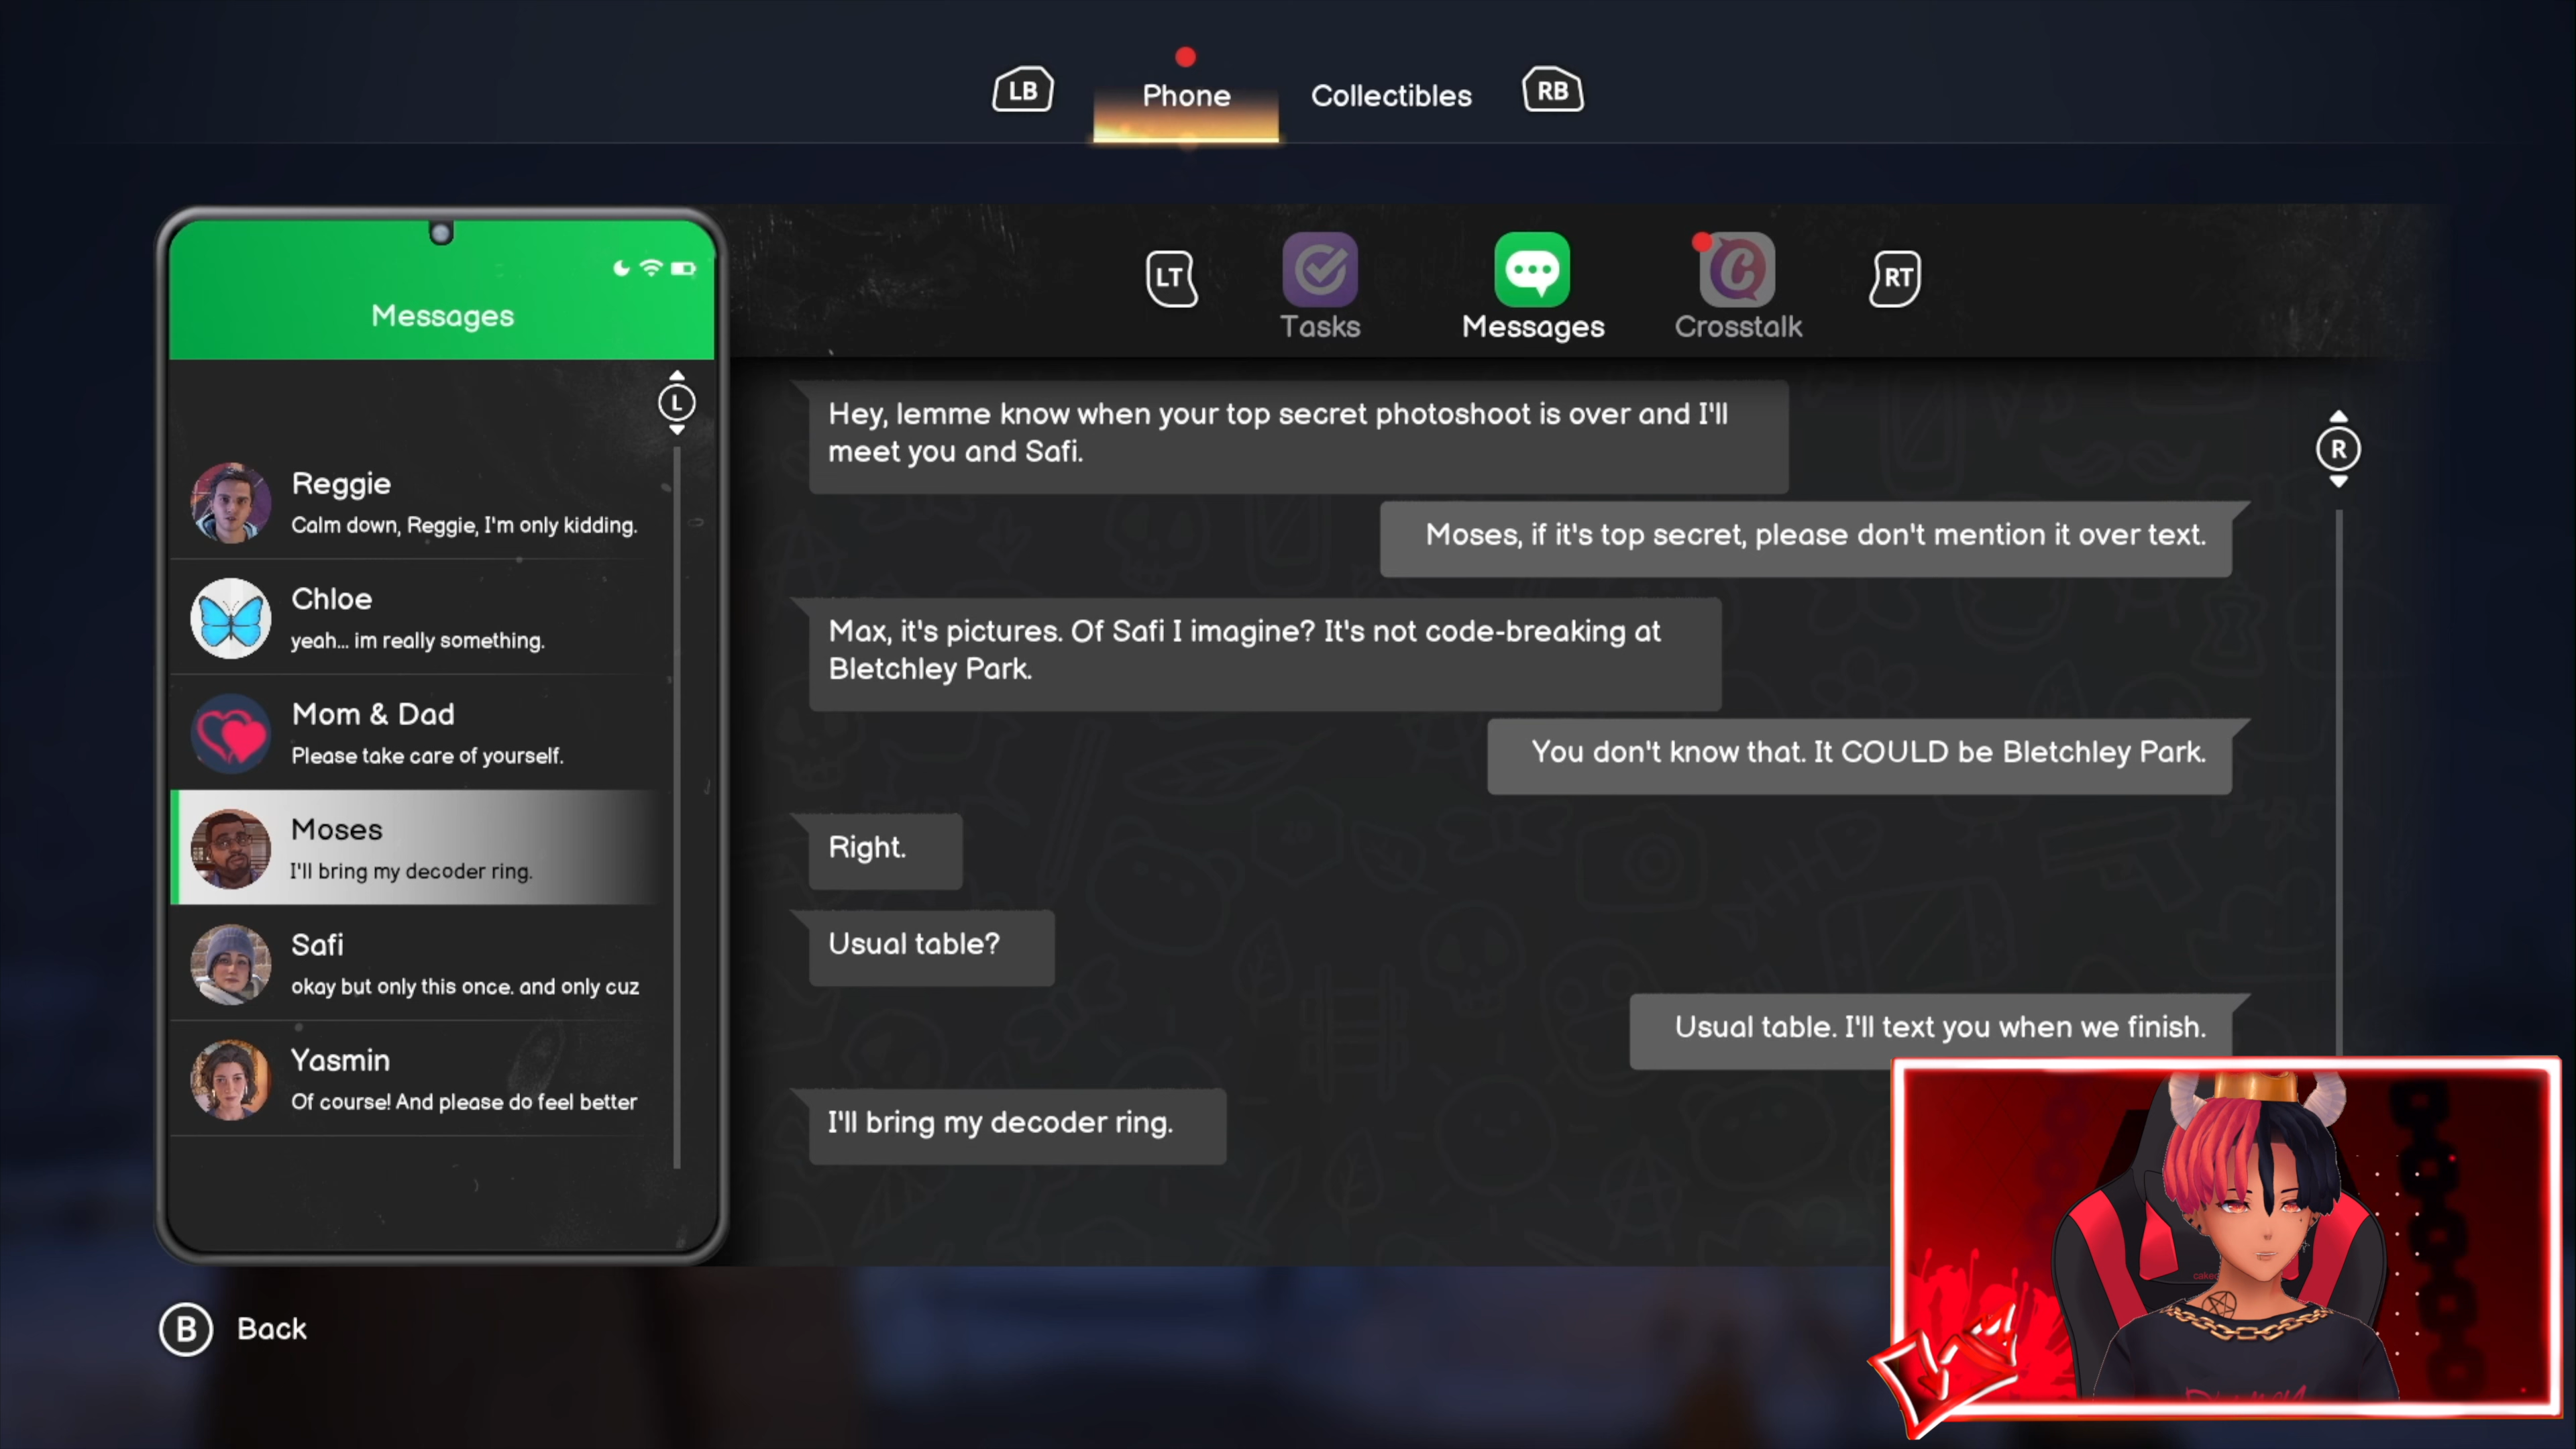 LB
Phone
Collectibles
RB
Messages
L
Reggie
Calm down, Reggie, I'm only kidding.
Chloe
yeah... im really something.
Mom & Dad
Please take care of yourself.
Moses
I'll bring my decoder ring.
Safi
okay but only this once. and only cuz
Yasmin
Of course! And please do feel better
LT
Tasks
Messages
Crosstalk
RT
Hey, lemme know when your top secret photoshoot is over and I'll
meet you and Safi.
R
Moses, if it's top secret, please don't mention it over text.
Max, it's pictures. Of Safi I imagine? It's not code-breaking at
Bletchley Park.
You don't know that. It COULD be Bletchley Park.
Right.
Usual table?
Usual table. I'll text you when we finish.
I'll bring my decoder ring.
B
Back